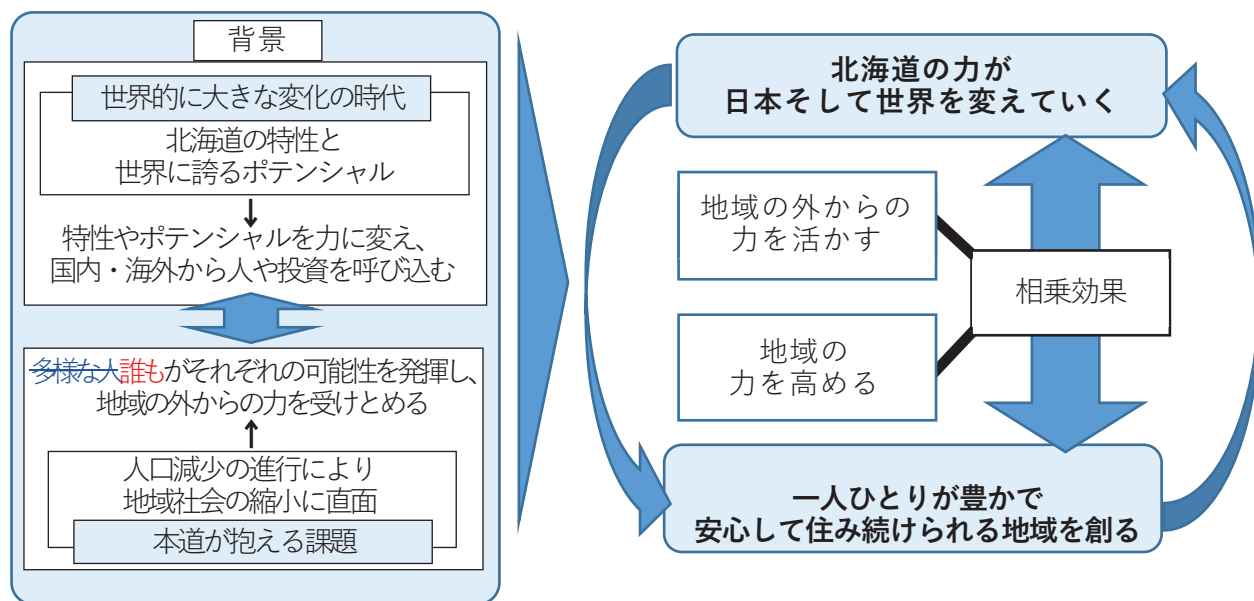 背景
世界的に大きな変化の時代
北海道の特性と
世界に誇るポテンシャル
特性やポテンシャルを力に変え、
国内・海外から人や投資を呼び込む
多様な人誰もがそれぞれの可能性を発揮し、
地域の外からの力を受けとめる
人口減少の進行により
地域社会の縮小に直面
本道が抱える課題
北海道の力が
日本そして世界を変えていく
地域の外からの
力を活かす
相乗効果
地域の
力を高める
一人ひとりが豊かで
安心して住み続けられる地域を創る